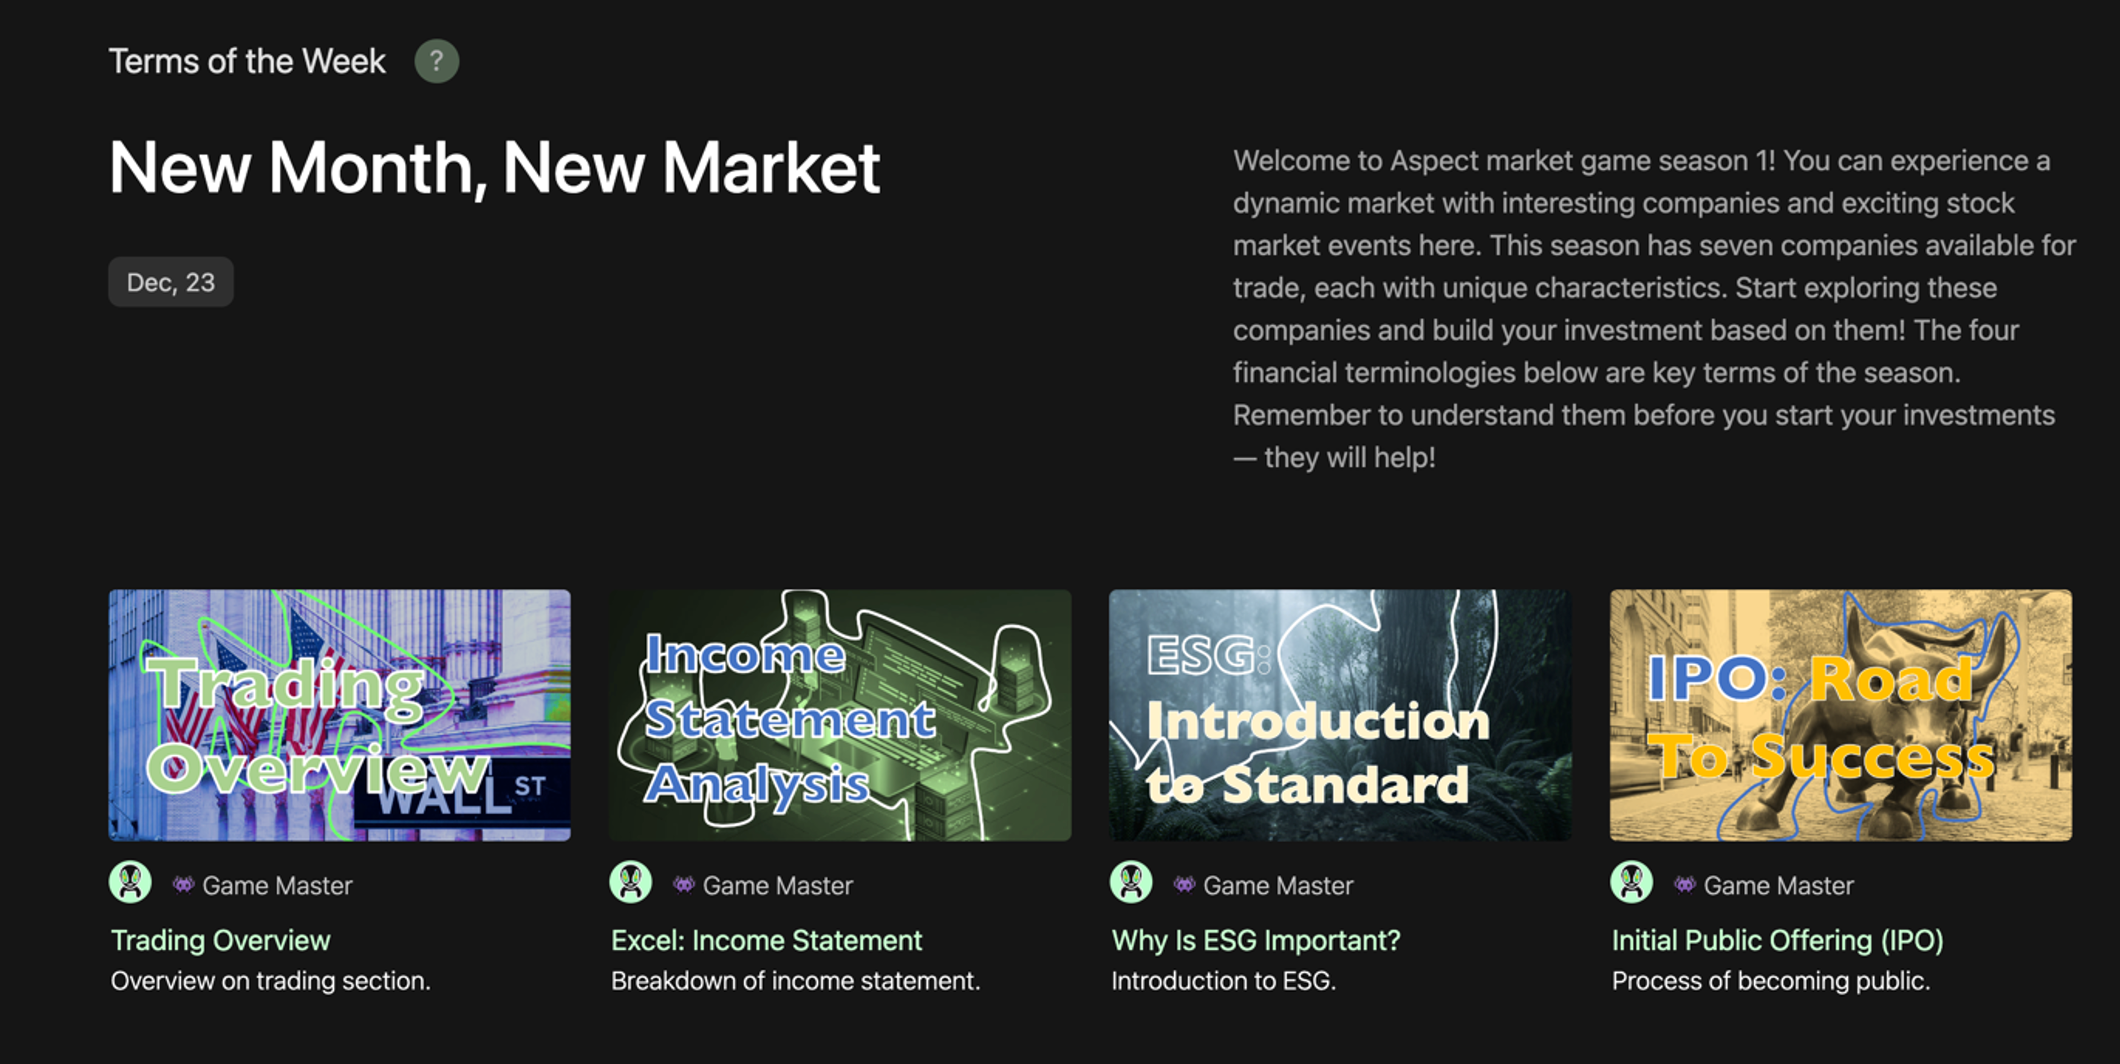 Terms of the Week ?
New Month, New Market
Dec, 23
Welcome to Aspect market game season 1! You can experience a
dynamic market with interesting companies and exciting stock
market events here. This season has seven companies available for
trade, each with unique characteristics. Start exploring these
companies and build your investment based on them! The four
financial terminologies below are key terms of the season.
Remember to understand them before you start your investments
— they will help!
Trading
Overview
WALL ST
Game Master
Trading Overview
Overview on trading section.
Income
Statement
Analysis
Game Master
Excel: Income Statement
Breakdown of income statement.
ESG:
Introduction
to Standard
Game Master
Why Is ESG Important?
Introduction to ESG.
IPO: Road
To Success
Game Master
Initial Public Offering (IPO)
Process of becoming public.